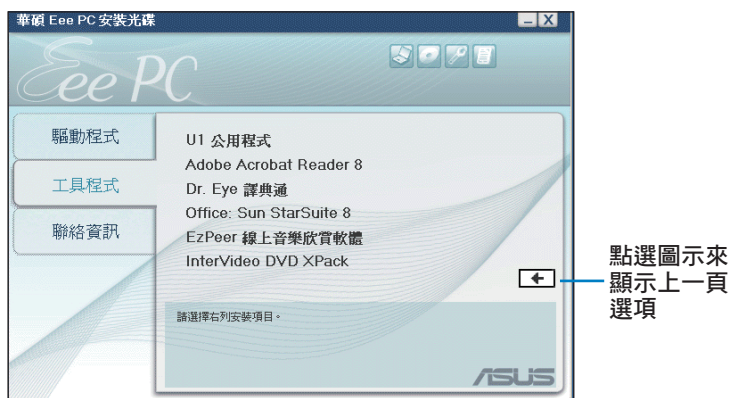 華碩 Eee PC 安裝光碟
Eee PC
驅動程式
工具程式
聯絡資訊
U1 公用程式
Adobe Acrobat Reader 8
Dr. Eye 譯典通
Office: Sun StarSuite 8
EzPeer 線上音樂欣賞軟體
InterVideo DVD XPack
請選擇右列安裝項目。
ASUS
點選圖示來
顯示上一頁
選項